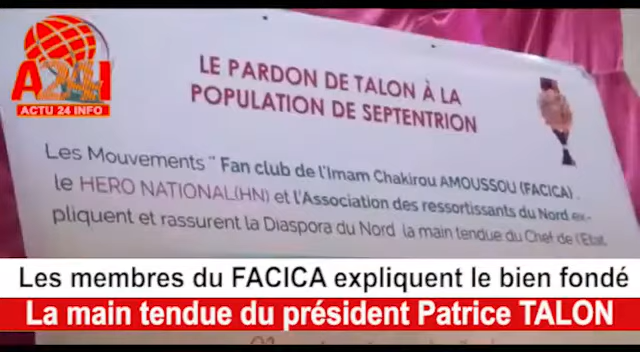 A24I
ACTU 24 INFO
LE PARDON DE TALON À LA
POPULATION DE SEPTENTRION
Les Mouvements " Fan club de l'Imam Chakirou AMOUSSOU (FACICA) .
le HERO NATIONAL(HN) et l'Association des ressortissants du Nord ex-
pliquent et rassurent la Diaspora du Nord la main tendue du Chef de l'Etat.
Les membres du FACICA expliquent le bien fondé
La main tendue du président Patrice TALON